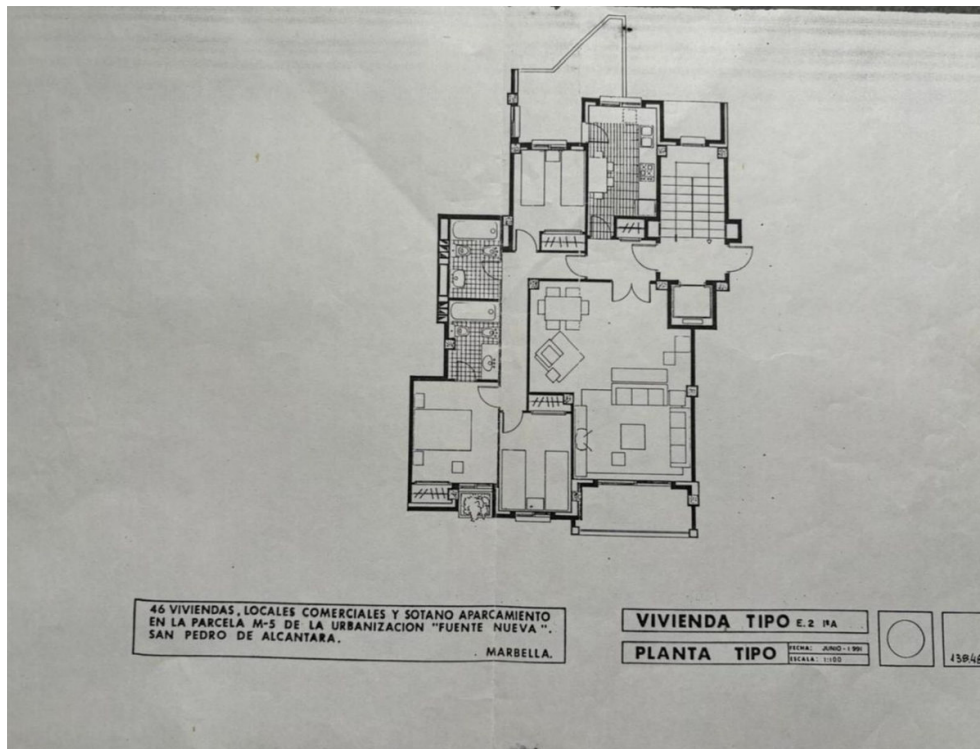 46 VIVIENDAS, LOCALES COMERCIALES Y SOTANO APARCAMIENTO
EN LA PARCELA M-5 DE LA URBANIZACION "FUENTE NUEVA".
SAN PEDRO DE ALCANTARA.
. MARBELLA.
VIVIENDA TIPO E.2
PLANTA TIPO
FECHA: JUNIO-1991
ESCALA: 1:100